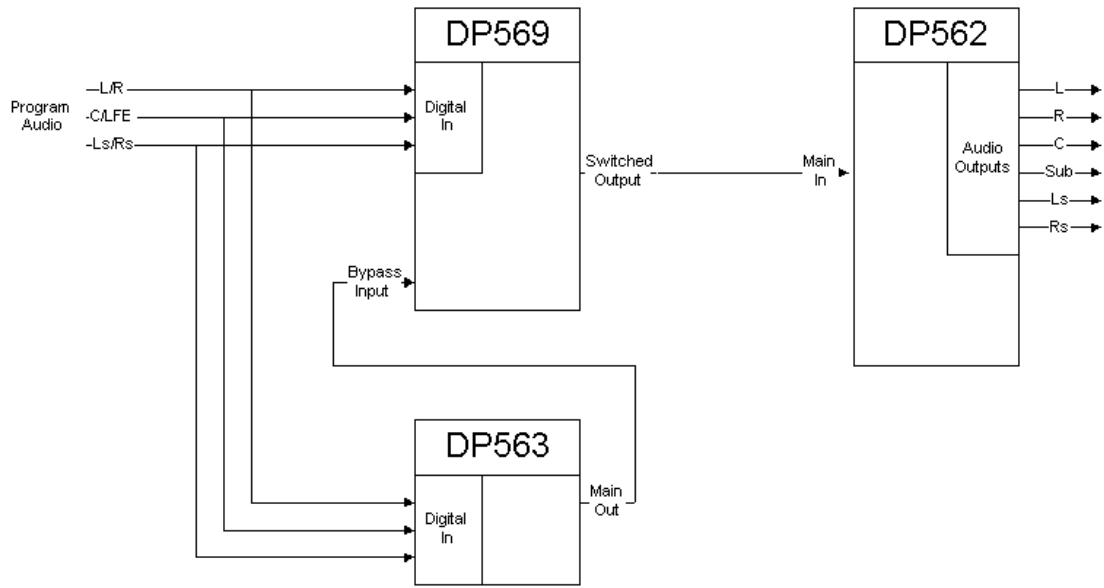 DP569
DP562
Program
Audio
L/R
C/LFE
Ls/Rs
Digital
In
Switched
Output
Main
In
Audio
Outputs
L
R
C
Sub
Ls
Rs
Bypass
Input
DP563
Digital
In
Main
Out